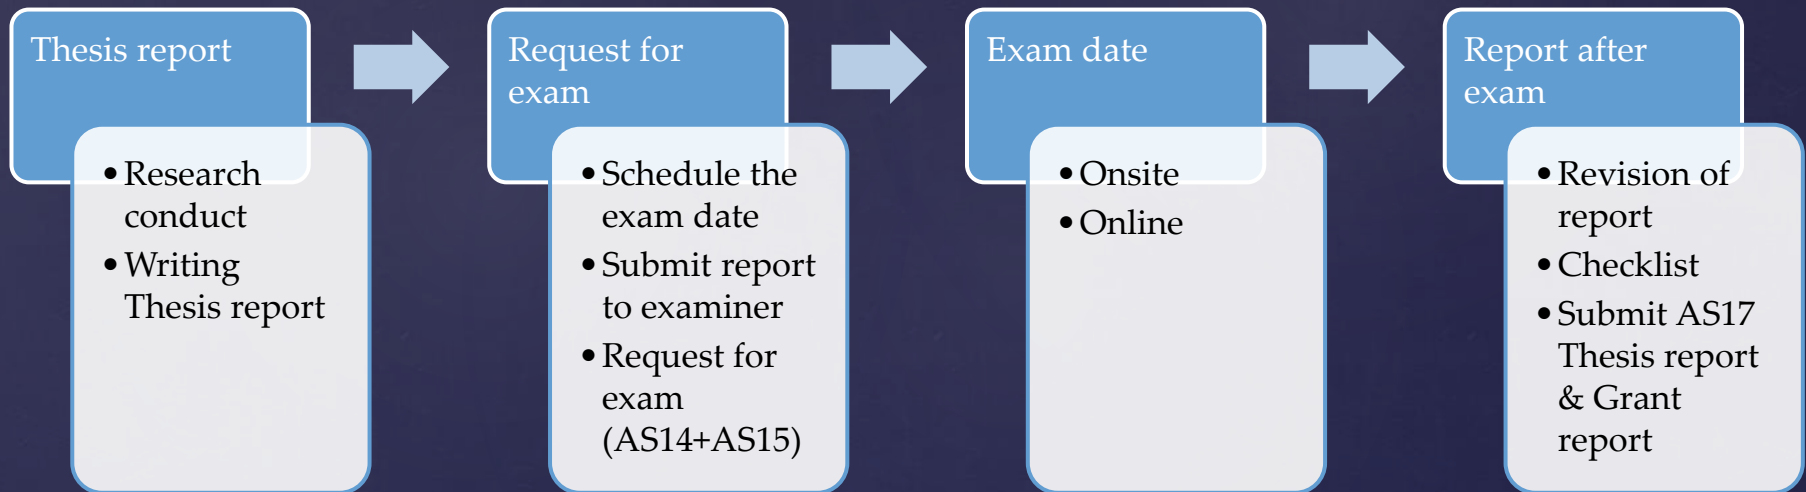 Thesis report
• Research
conduct
• Writing
Thesis report
Request for
exam
• Schedule the
exam date
• Submit report
to examiner
• Request for
exam
(AS14+AS15)
Exam date
• Onsite
• Online
Report after
exam
• Revision of
report
• Checklist
• Submit AS17
Thesis report
& Grant
report